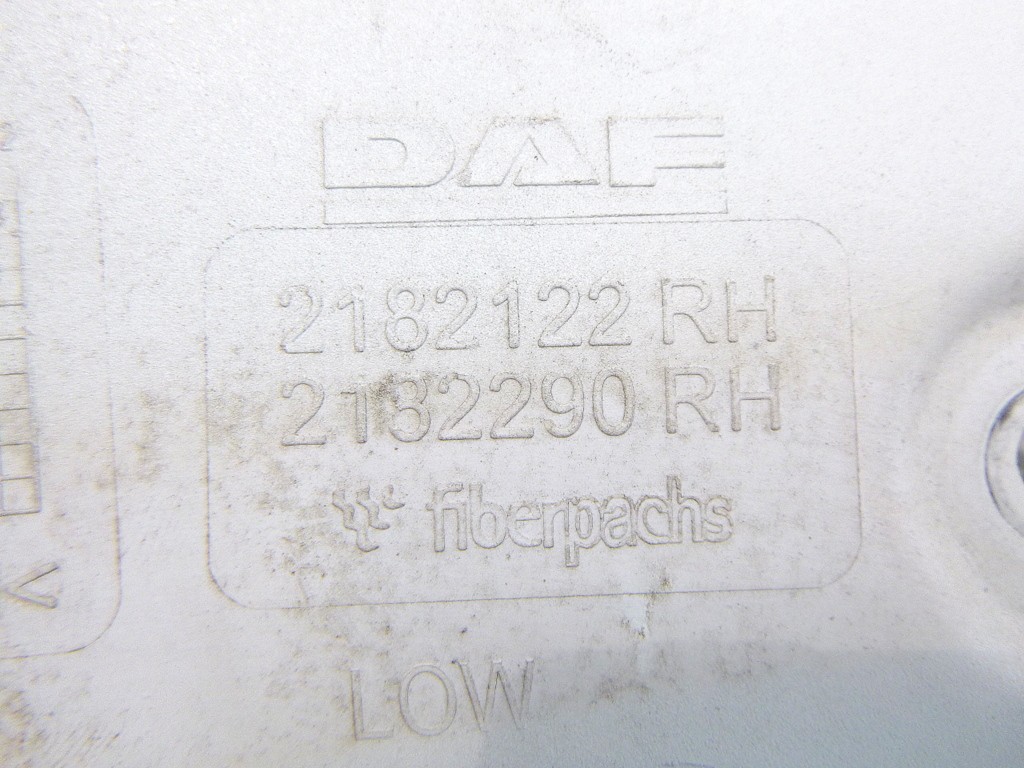 DAF
2182122 RH
2182290 RH
fiberpachs
LOW